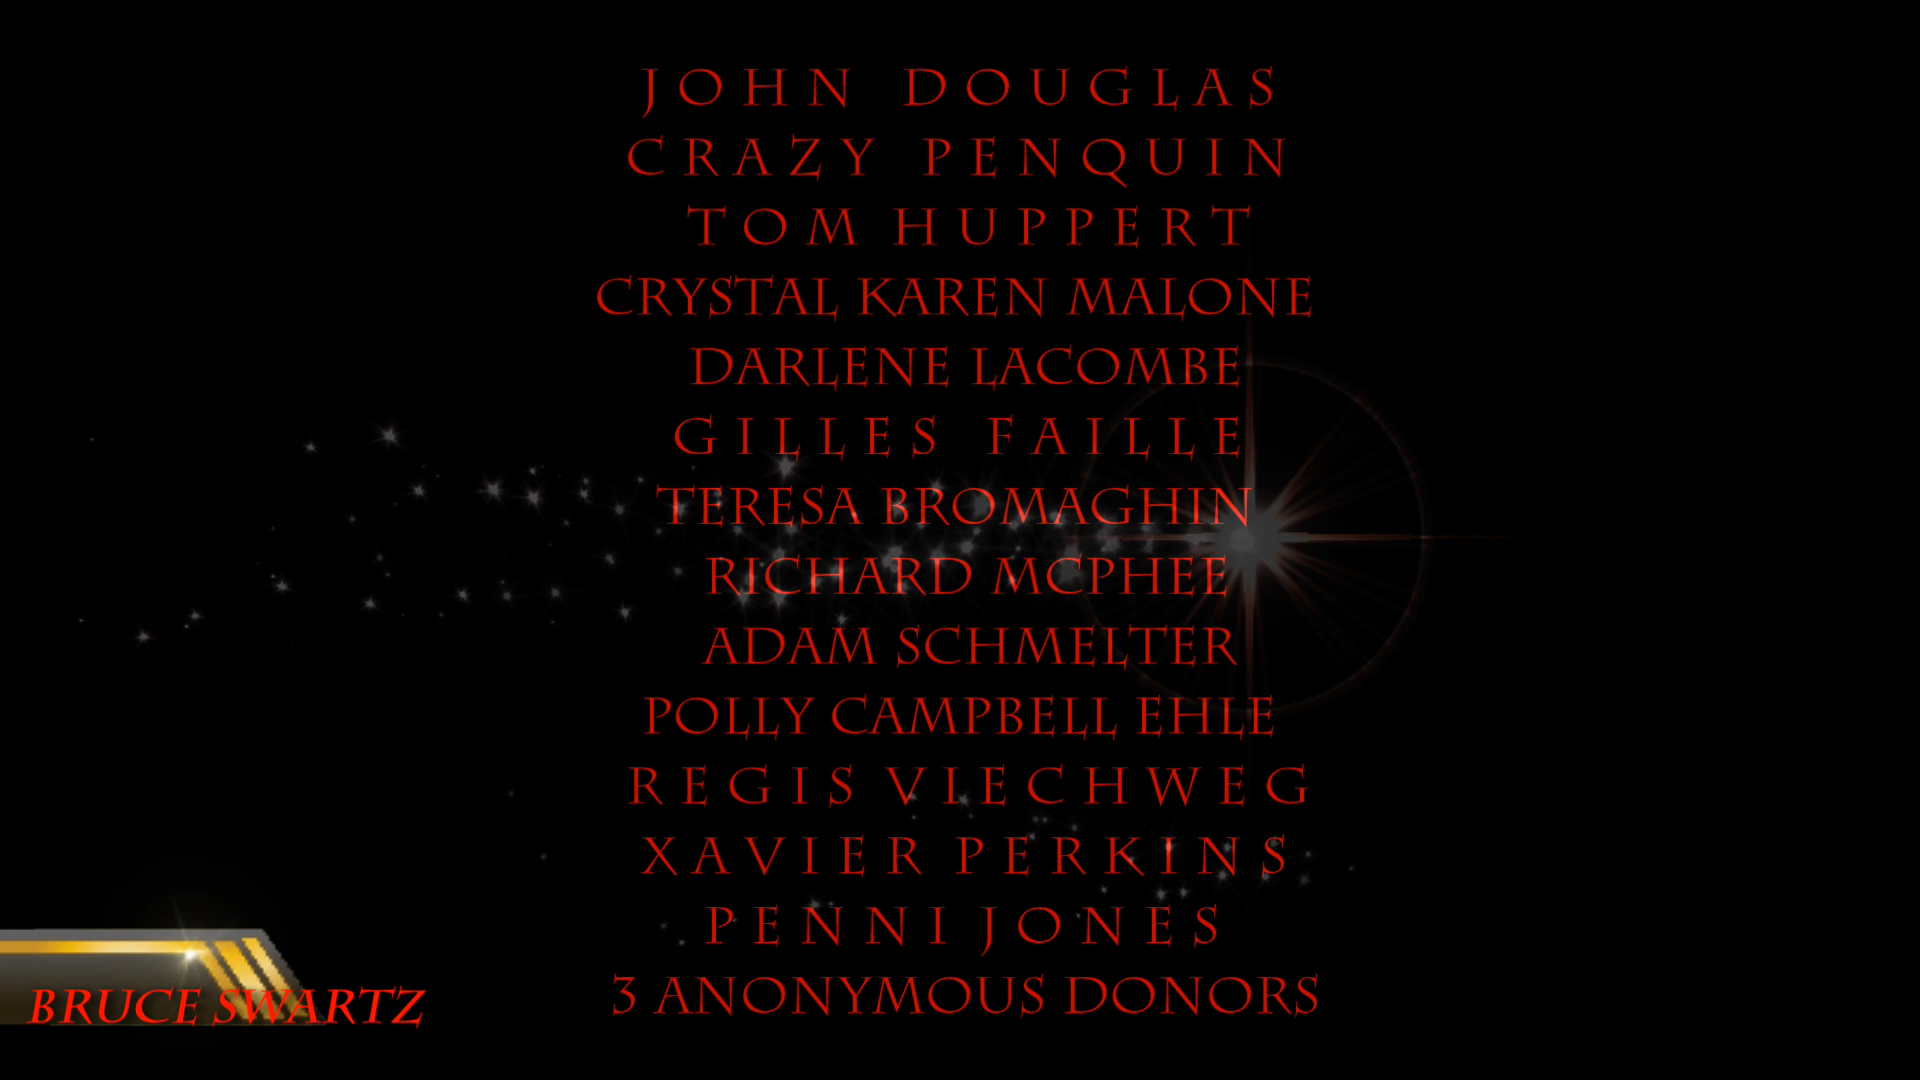 JOHN DOUGLAS
CRAZY PENQUIN
TOM HUPPERT
CRYSTAL KAREN MALONE
DARLENE LACOMBE
GILLES FAILLE
TERESA BROMAGHIN
RICHARD MCPHEE
ADAM SCHMELTER
POLLY CAMPBELL EHLE
REGIS VIECHWEG
XAVIER PERKINS
PENNI JONES
3 ANONYMOUS DONORS
BRUCE SWARTZ